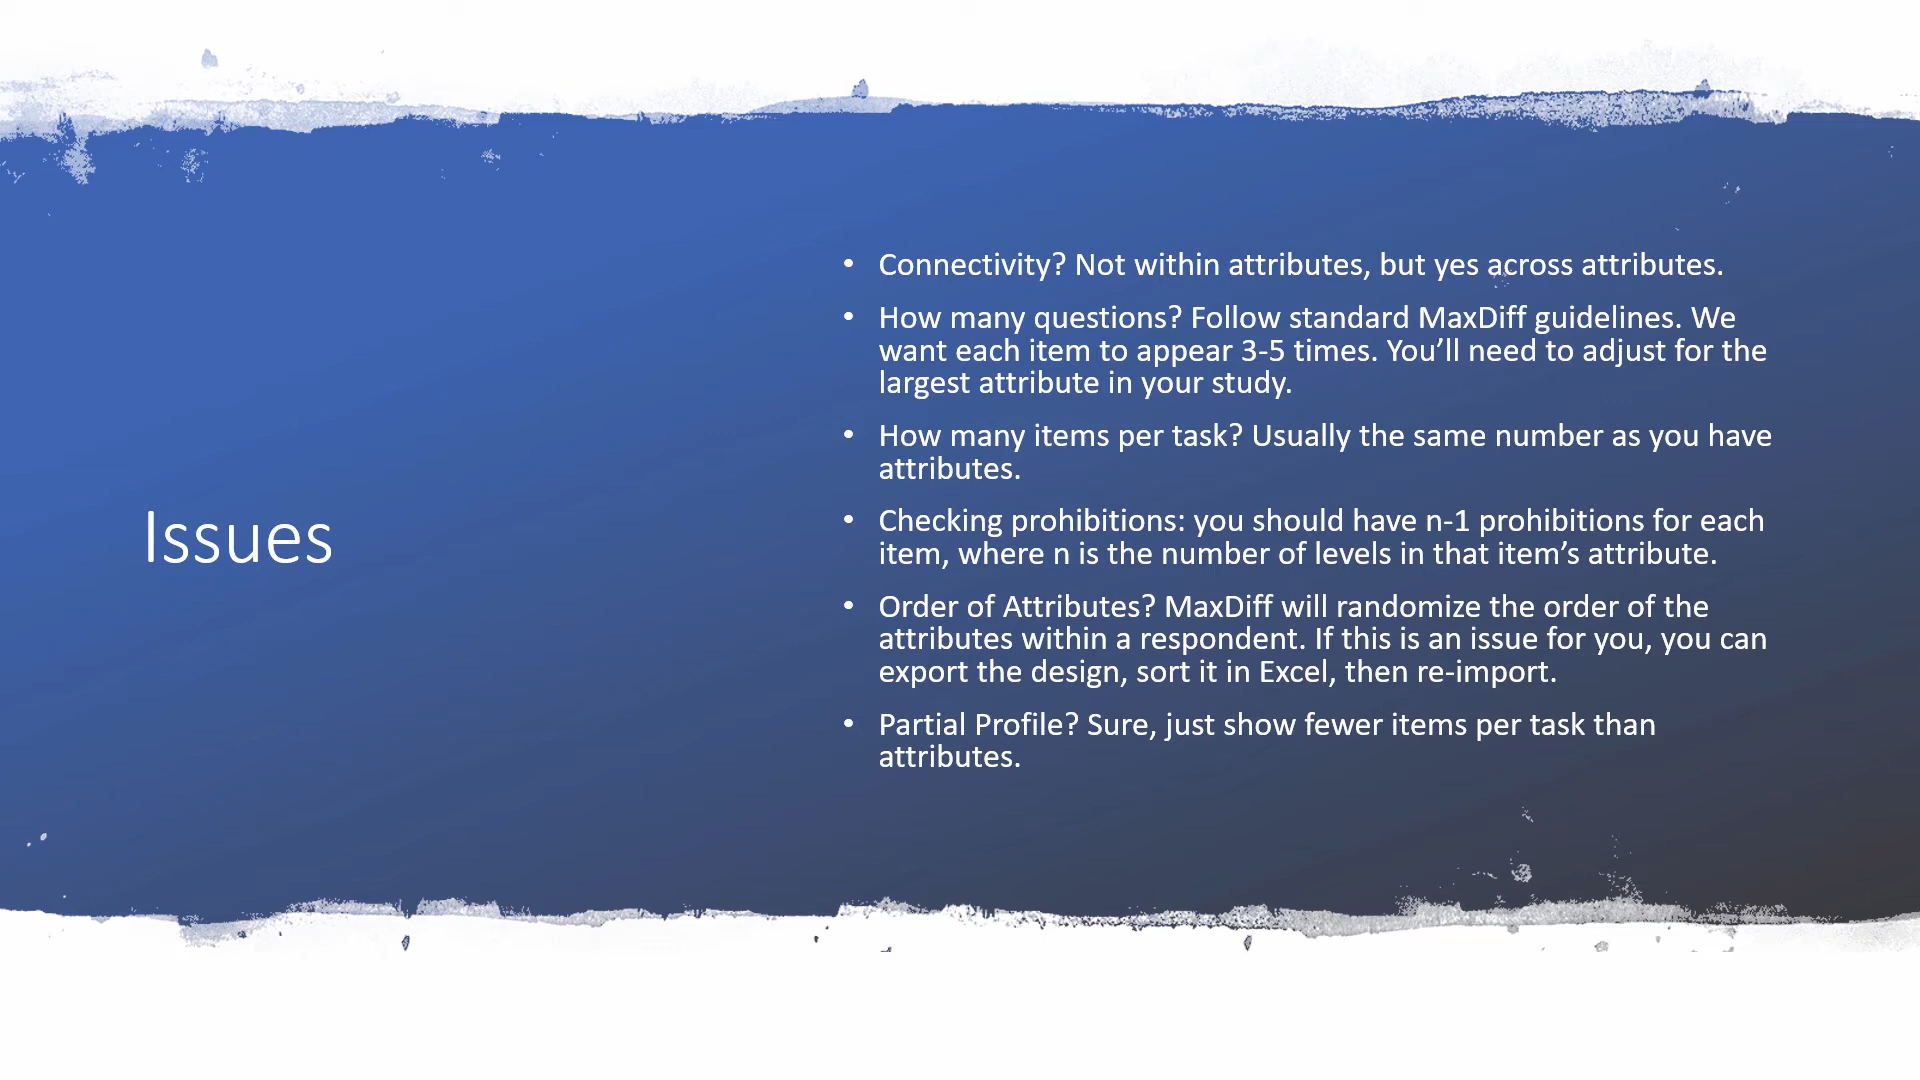 Issues
• Connectivity? Not within attributes, but yes across attributes.
• How many questions? Follow standard MaxDiff guidelines. We
want each item to appear 3-5 times. You’ll need to adjust for the
largest attribute in your study.
• How many items per task? Usually the same number as you have
attributes.
• Checking prohibitions: you should have n-1 prohibitions for each
item, where n is the number of levels in that item’s attribute.
• Order of Attributes? MaxDiff will randomize the order of the
attributes within a respondent. If this is an issue for you, you can
export the design, sort it in Excel, then re-import.
• Partial Profile? Sure, just show fewer items per task than
attributes.